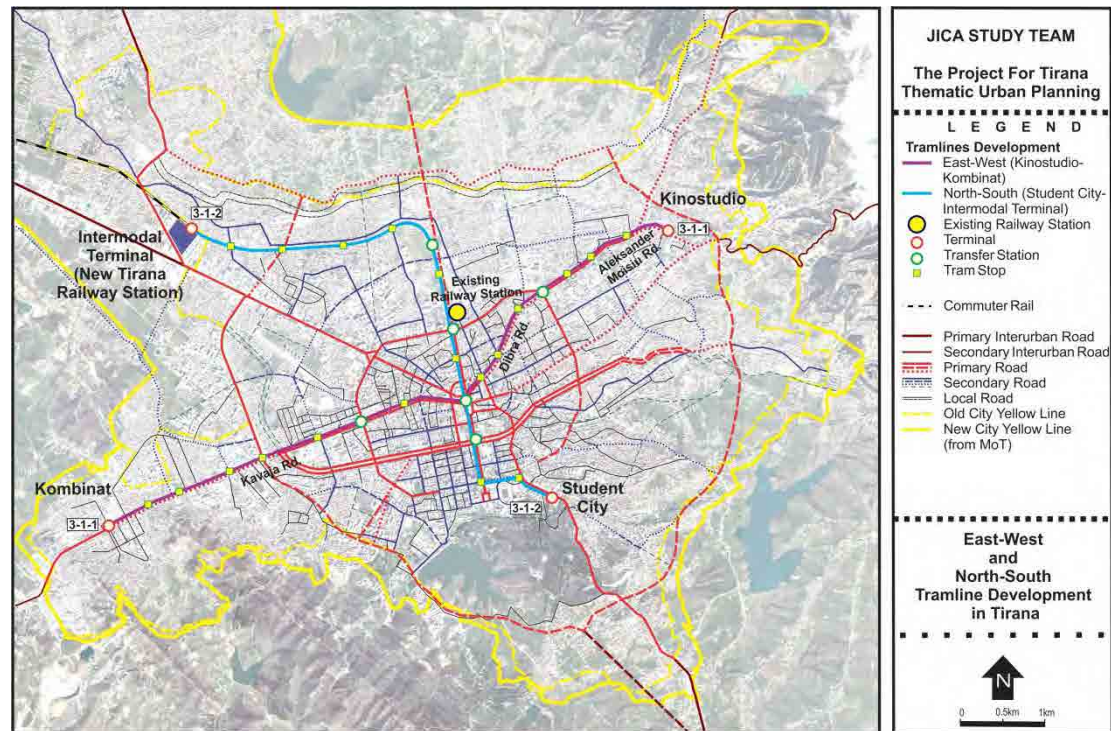 3-1-2
Intermodal
Terminal
(New Tirana
Railway Station)
Existing
Railway Station
Kinostudio
3-1-1
Aleksander
Moisiu Rd.
Dibra Rd.
Kavaja Rd.
Kombinat
3-1-1
Student
City
3-1-2
JICA STUDY TEAM
The Project For Tirana
Thematic Urban Planning
L E G E N D
Tramlines Development
East-West (Kinostudio-
Kombinat)
North-South (Student City-
Intermodal Terminal)
Existing Railway Station
Terminal
Transfer Station
Tram Stop
Commuter Rail
Primary Interurban Road
Secondary Interurban Road
Primary Road
Secondary Road
Local Road
Old City Yellow Line
New City Yellow Line
(from MoT)
East-West
and
North-South
Tramline Development
in Tirana
N
0 0.5km 1km